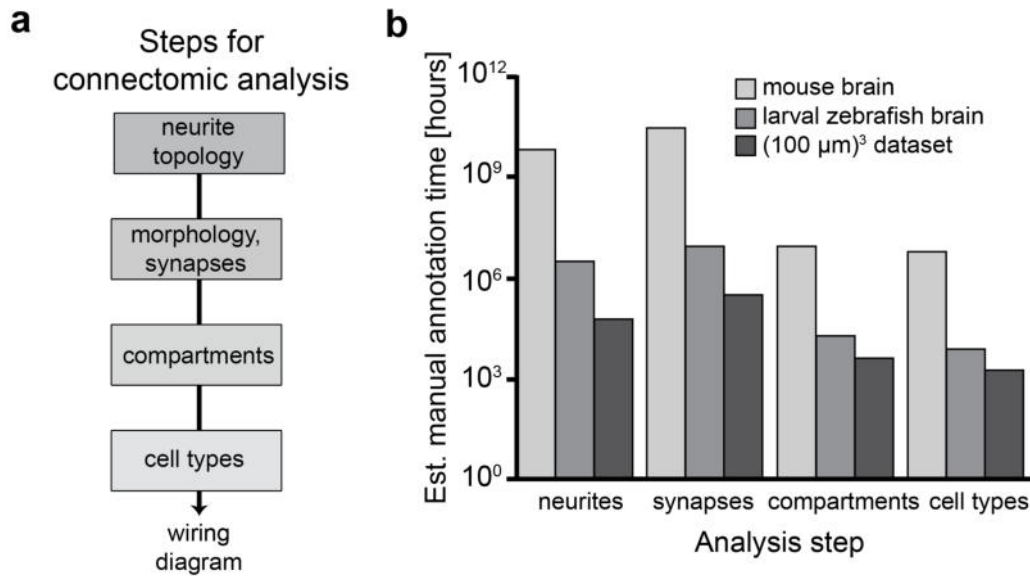 a
Steps for
connectomic analysis
neurite
topology
morphology,
synapses
compartments
cell types
wiring
diagram
b
Est. manual annotation time [hours]
10¹²
10⁹
10⁶
10³
10⁰
mouse brain
larval zebrafish brain
(100 µm)³ dataset
neurites synapses compartments cell types
Analysis step